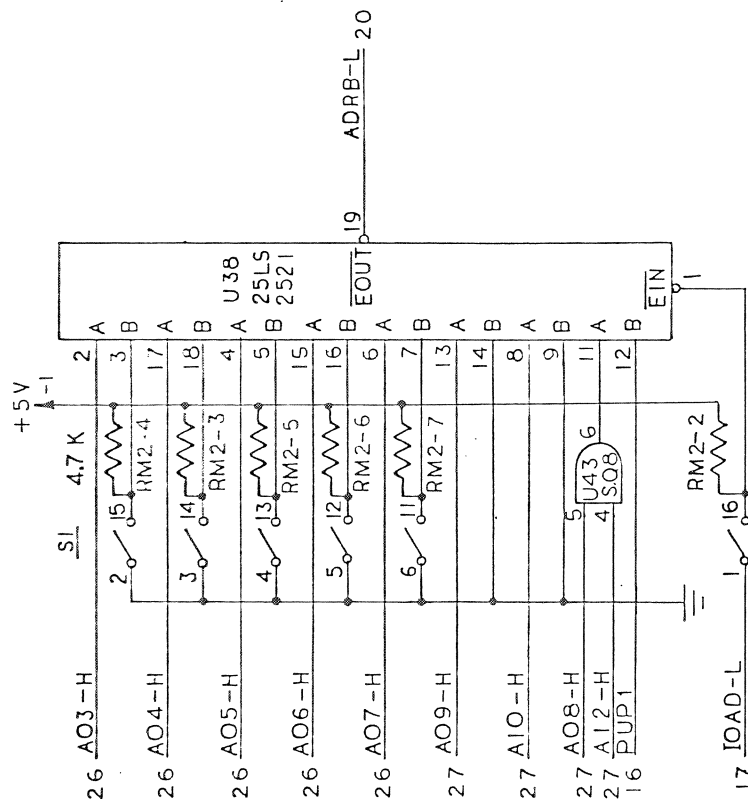 +5V
-1
S1
4.7 K
26 A03-H
2 A
2 15
RM2-4
3 B
26 A04-H
17 A
3 14
RM2-3
18 B
26 A05-H
4 A
4 13
RM2-5
5 B
26 A06-H
15 A
5 12
RM2-6
16 B
26 A07-H
6 A
6 11
RM2-7
7 B
27 A09-H
13 A
14 B
27 A10-H
8 A
9 B
27 A08-H
5
U43
S08
6
11 A
27 A12-H
4
16 PUP1
12 B
U38
25LS
2521
EOUT
19
ADRB-L 20
EIN
1
17 IOAD-L
1 16
RM2-2